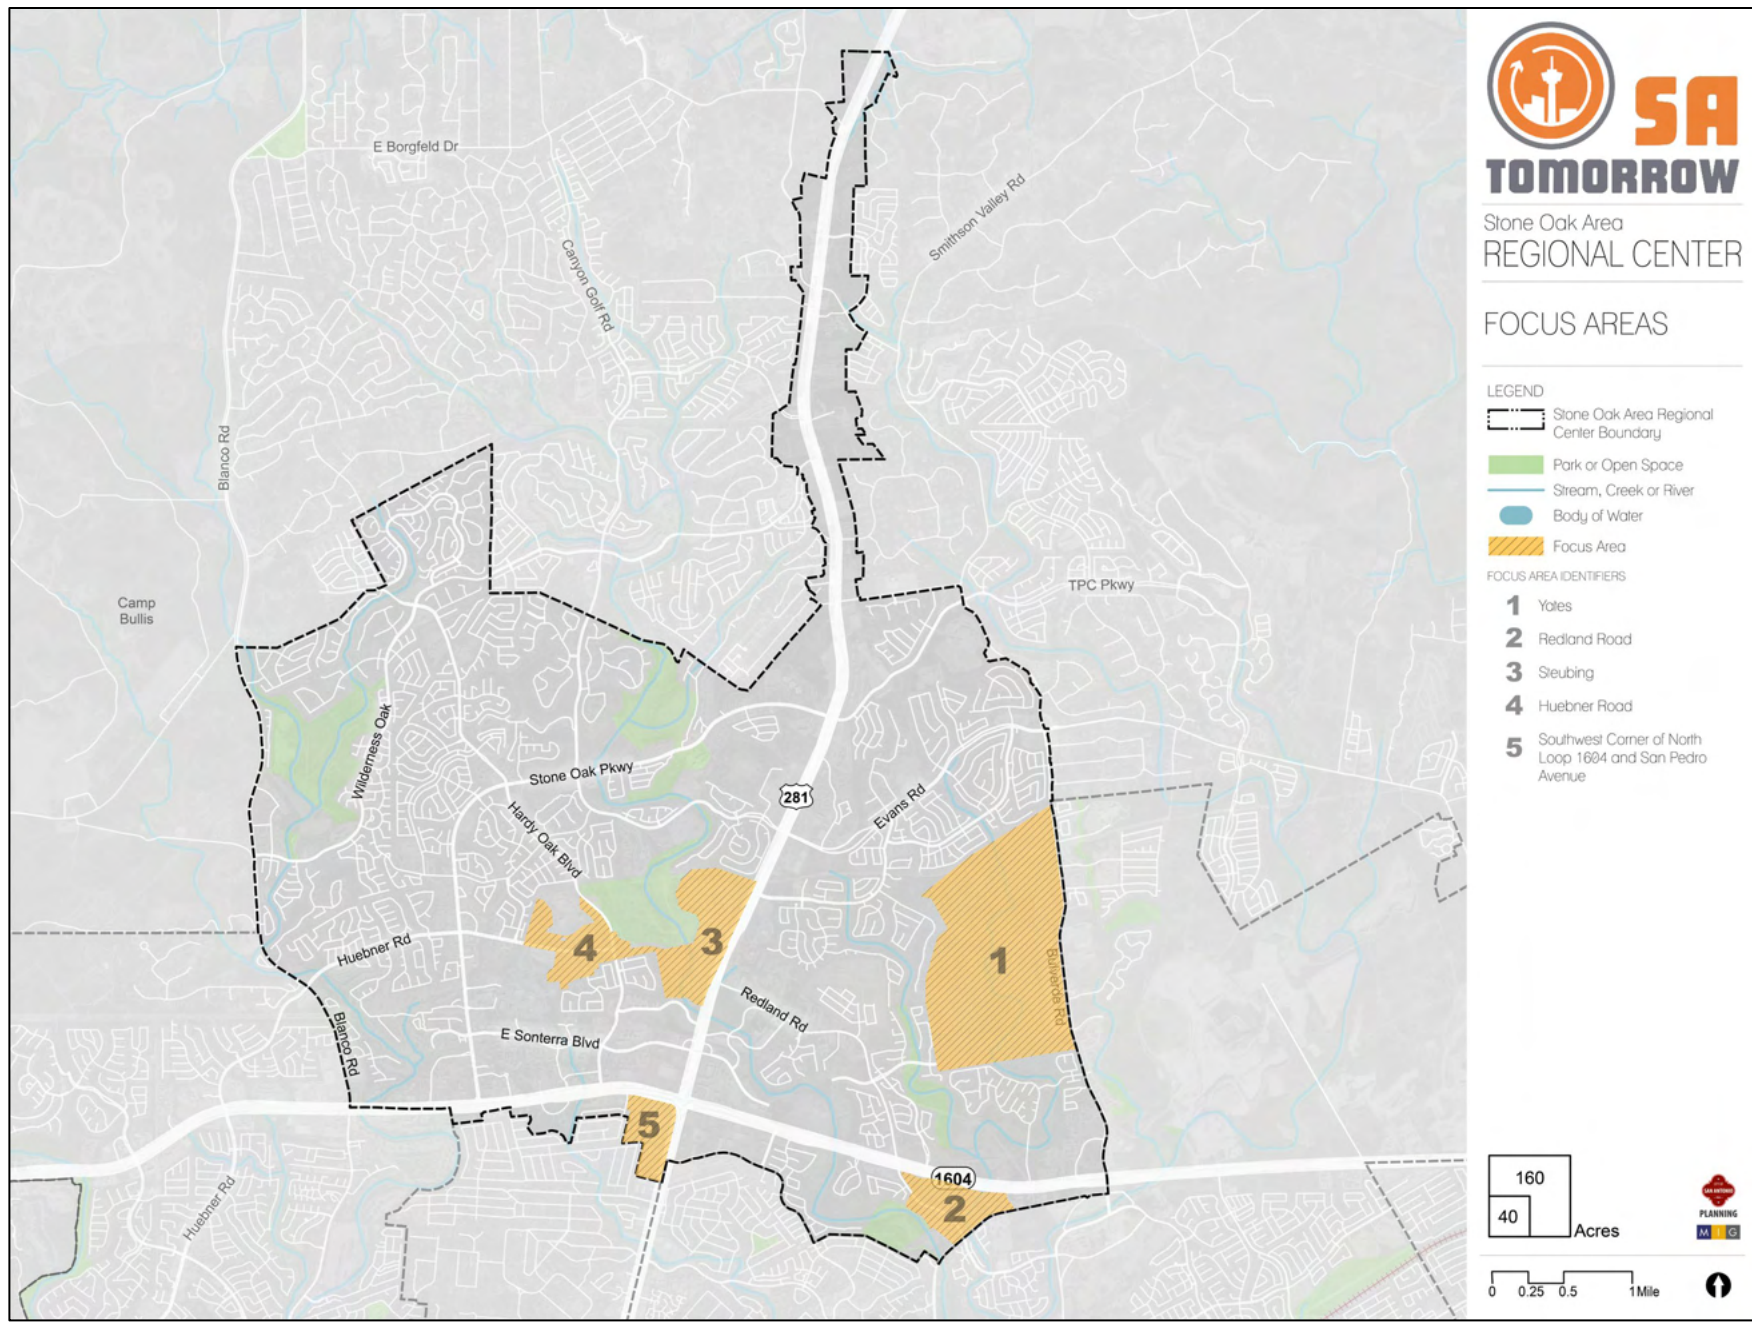 SA
TOMORROW
Stone Oak Area
REGIONAL CENTER
FOCUS AREAS
LEGEND
Stone Oak Area Regional
Center Boundary
Park or Open Space
Stream, Creek or River
Body of Water
Focus Area
FOCUS AREA IDENTIFIERS
1 Yates
2 Redland Road
3 Steubing
4 Huebner Road
5 Southwest Corner of North
Loop 1604 and San Pedro
Avenue
E Borgfeld Dr
Smithson Valley Rd
Canyon Golf Rd
Blanco Rd
TPC Pkwy
Camp
Bullis
Wilderness Oak
Stone Oak Pkwy
281
Evans Rd
Hardy Oak Blvd
4
3
1
Huebner Rd
Bulverde Rd
Redland Rd
Blanco Rd
E Sonterra Blvd
5
1604
2
Huebner Rd
160
40
Acres
SAN ANTONIO
PLANNING
M I G
0 0.25 0.5 1 Mile